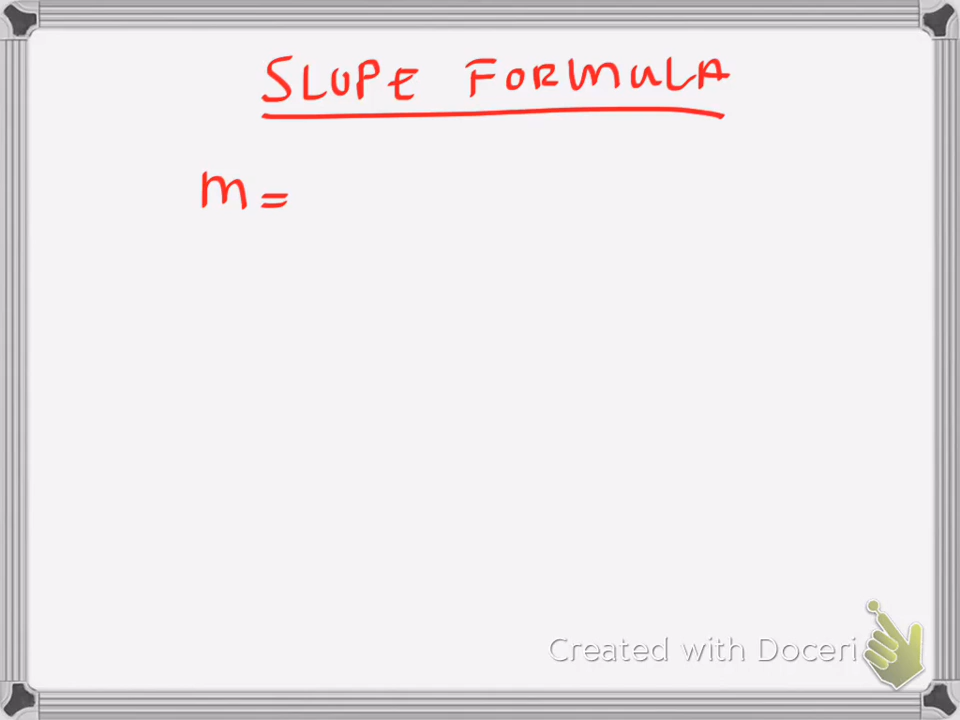 SLOPE FORMULA
m =
Created with Doceri